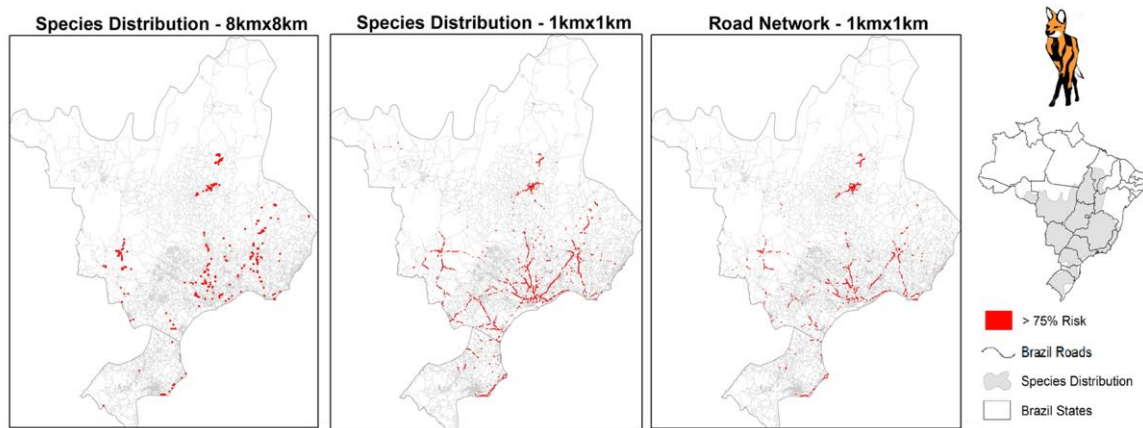 Species Distribution - 8kmx8km
Species Distribution - 1kmx1km
Road Network - 1kmx1km
> 75% Risk
Brazil Roads
Species Distribution
Brazil States